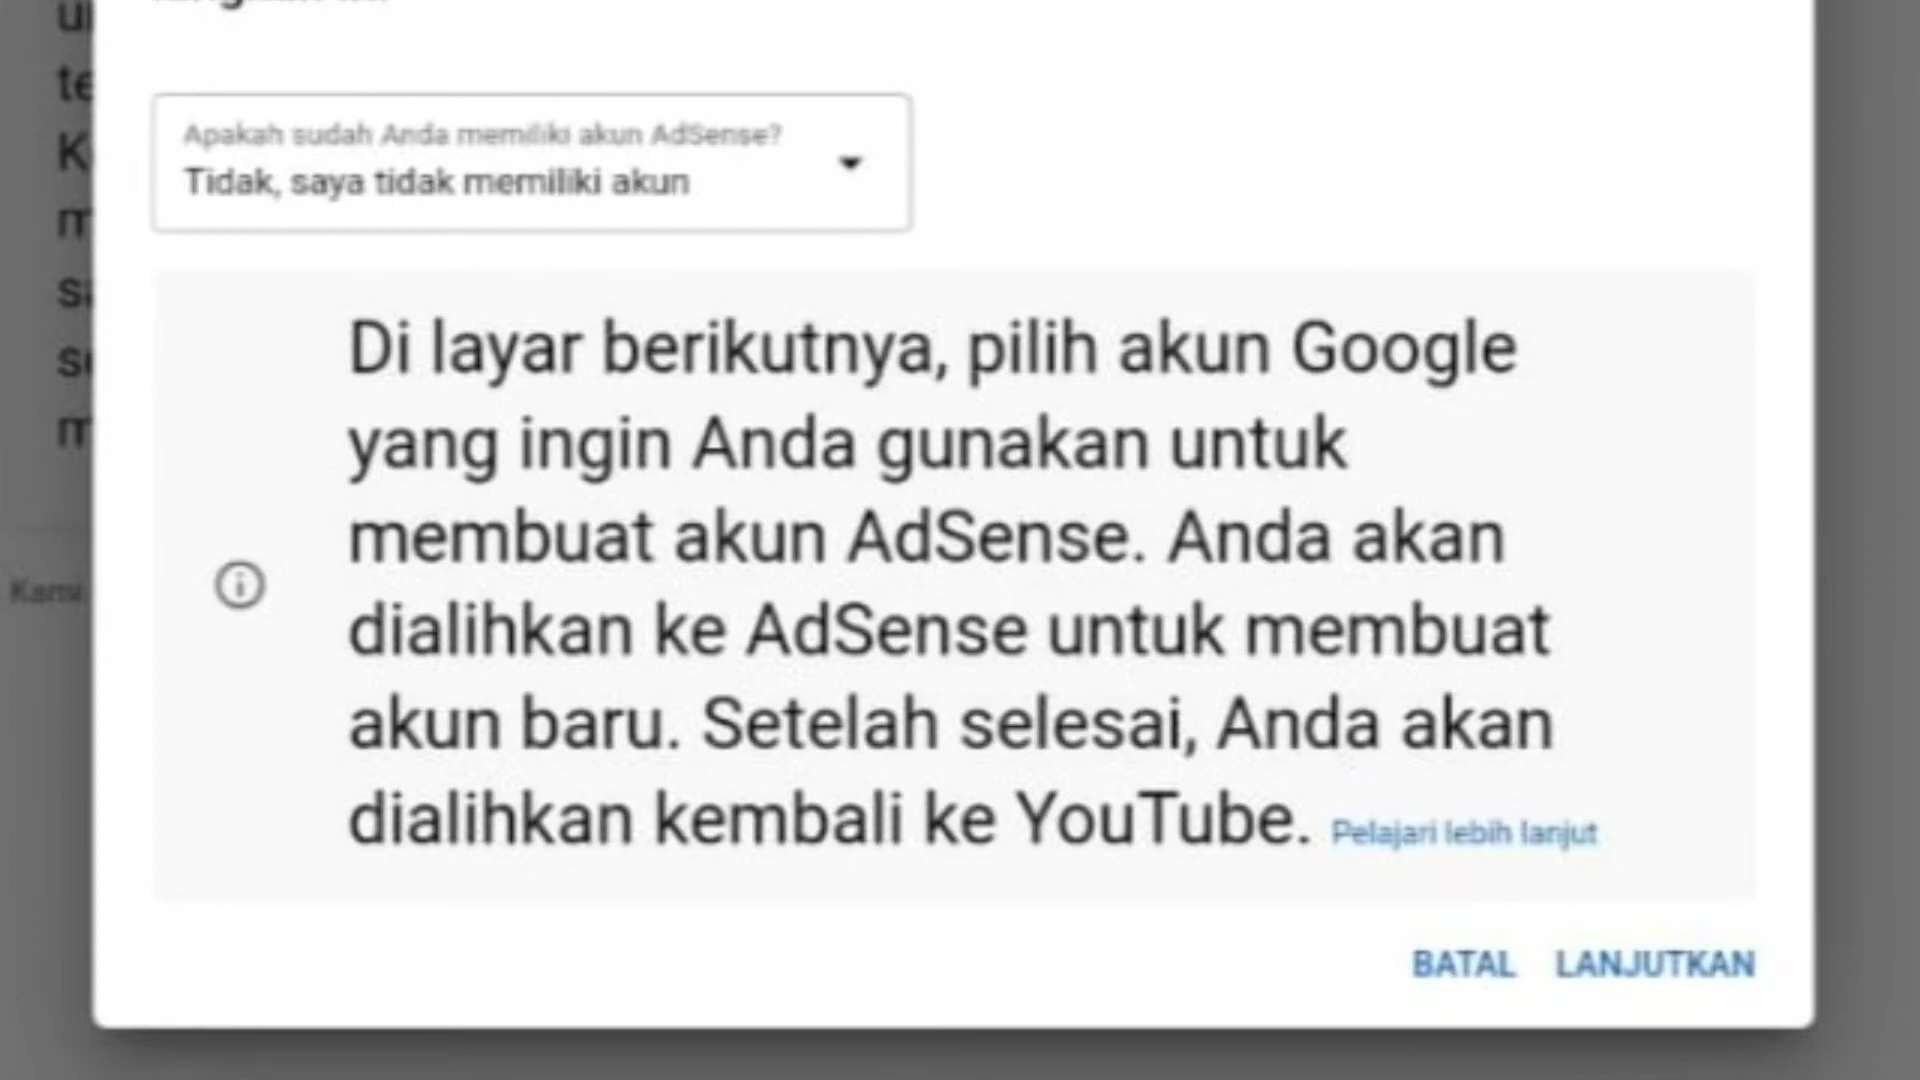 Apakah sudah Anda memiliki akun AdSense?
Tidak, saya tidak memiliki akun
Di layar berikutnya, pilih akun Google
yang ingin Anda gunakan untuk
membuat akun AdSense. Anda akan
dialihkan ke AdSense untuk membuat
akun baru. Setelah selesai, Anda akan
dialihkan kembali ke YouTube. Pelajari lebih lanjut
Kami
BATAL LANJUTKAN